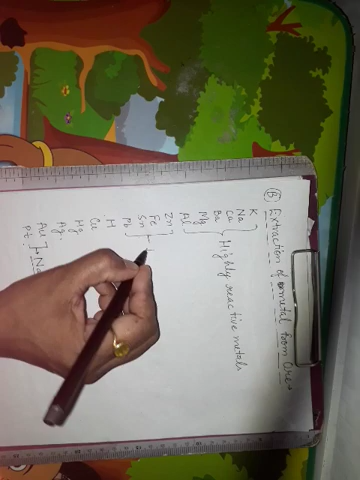 (B) Extraction of metal from Ore →
K
Na
Ca
Ba } Highly reactive metals
Mg
Al
Zn
Fe
Sn
Pb
H
Cu
Hg
Ag
Au
Pt